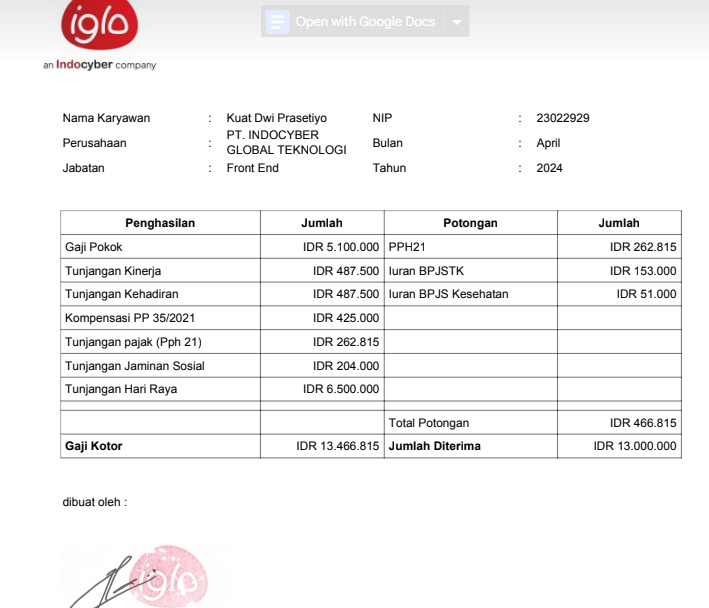 iglo
an Indocyber company
Open with Google Docs
Nama Karyawan : Kuat Dwi Prasetiyo NIP : 23022929
Perusahaan : PT. INDOCYBER GLOBAL TEKNOLOGI Bulan : April
Jabatan : Front End Tahun : 2024
Penghasilan Jumlah Potongan Jumlah
Gaji Pokok IDR 5.100.000 PPH21 IDR 262.815
Tunjangan Kinerja IDR 487.500 Iuran BPJSTK IDR 153.000
Tunjangan Kehadiran IDR 487.500 Iuran BPJS Kesehatan IDR 51.000
Kompensasi PP 35/2021 IDR 425.000
Tunjangan pajak (Pph 21) IDR 262.815
Tunjangan Jaminan Sosial IDR 204.000
Tunjangan Hari Raya IDR 6.500.000
Total Potongan IDR 466.815
Gaji Kotor IDR 13.466.815 Jumlah Diterima IDR 13.000.000
dibuat oleh :
iglo